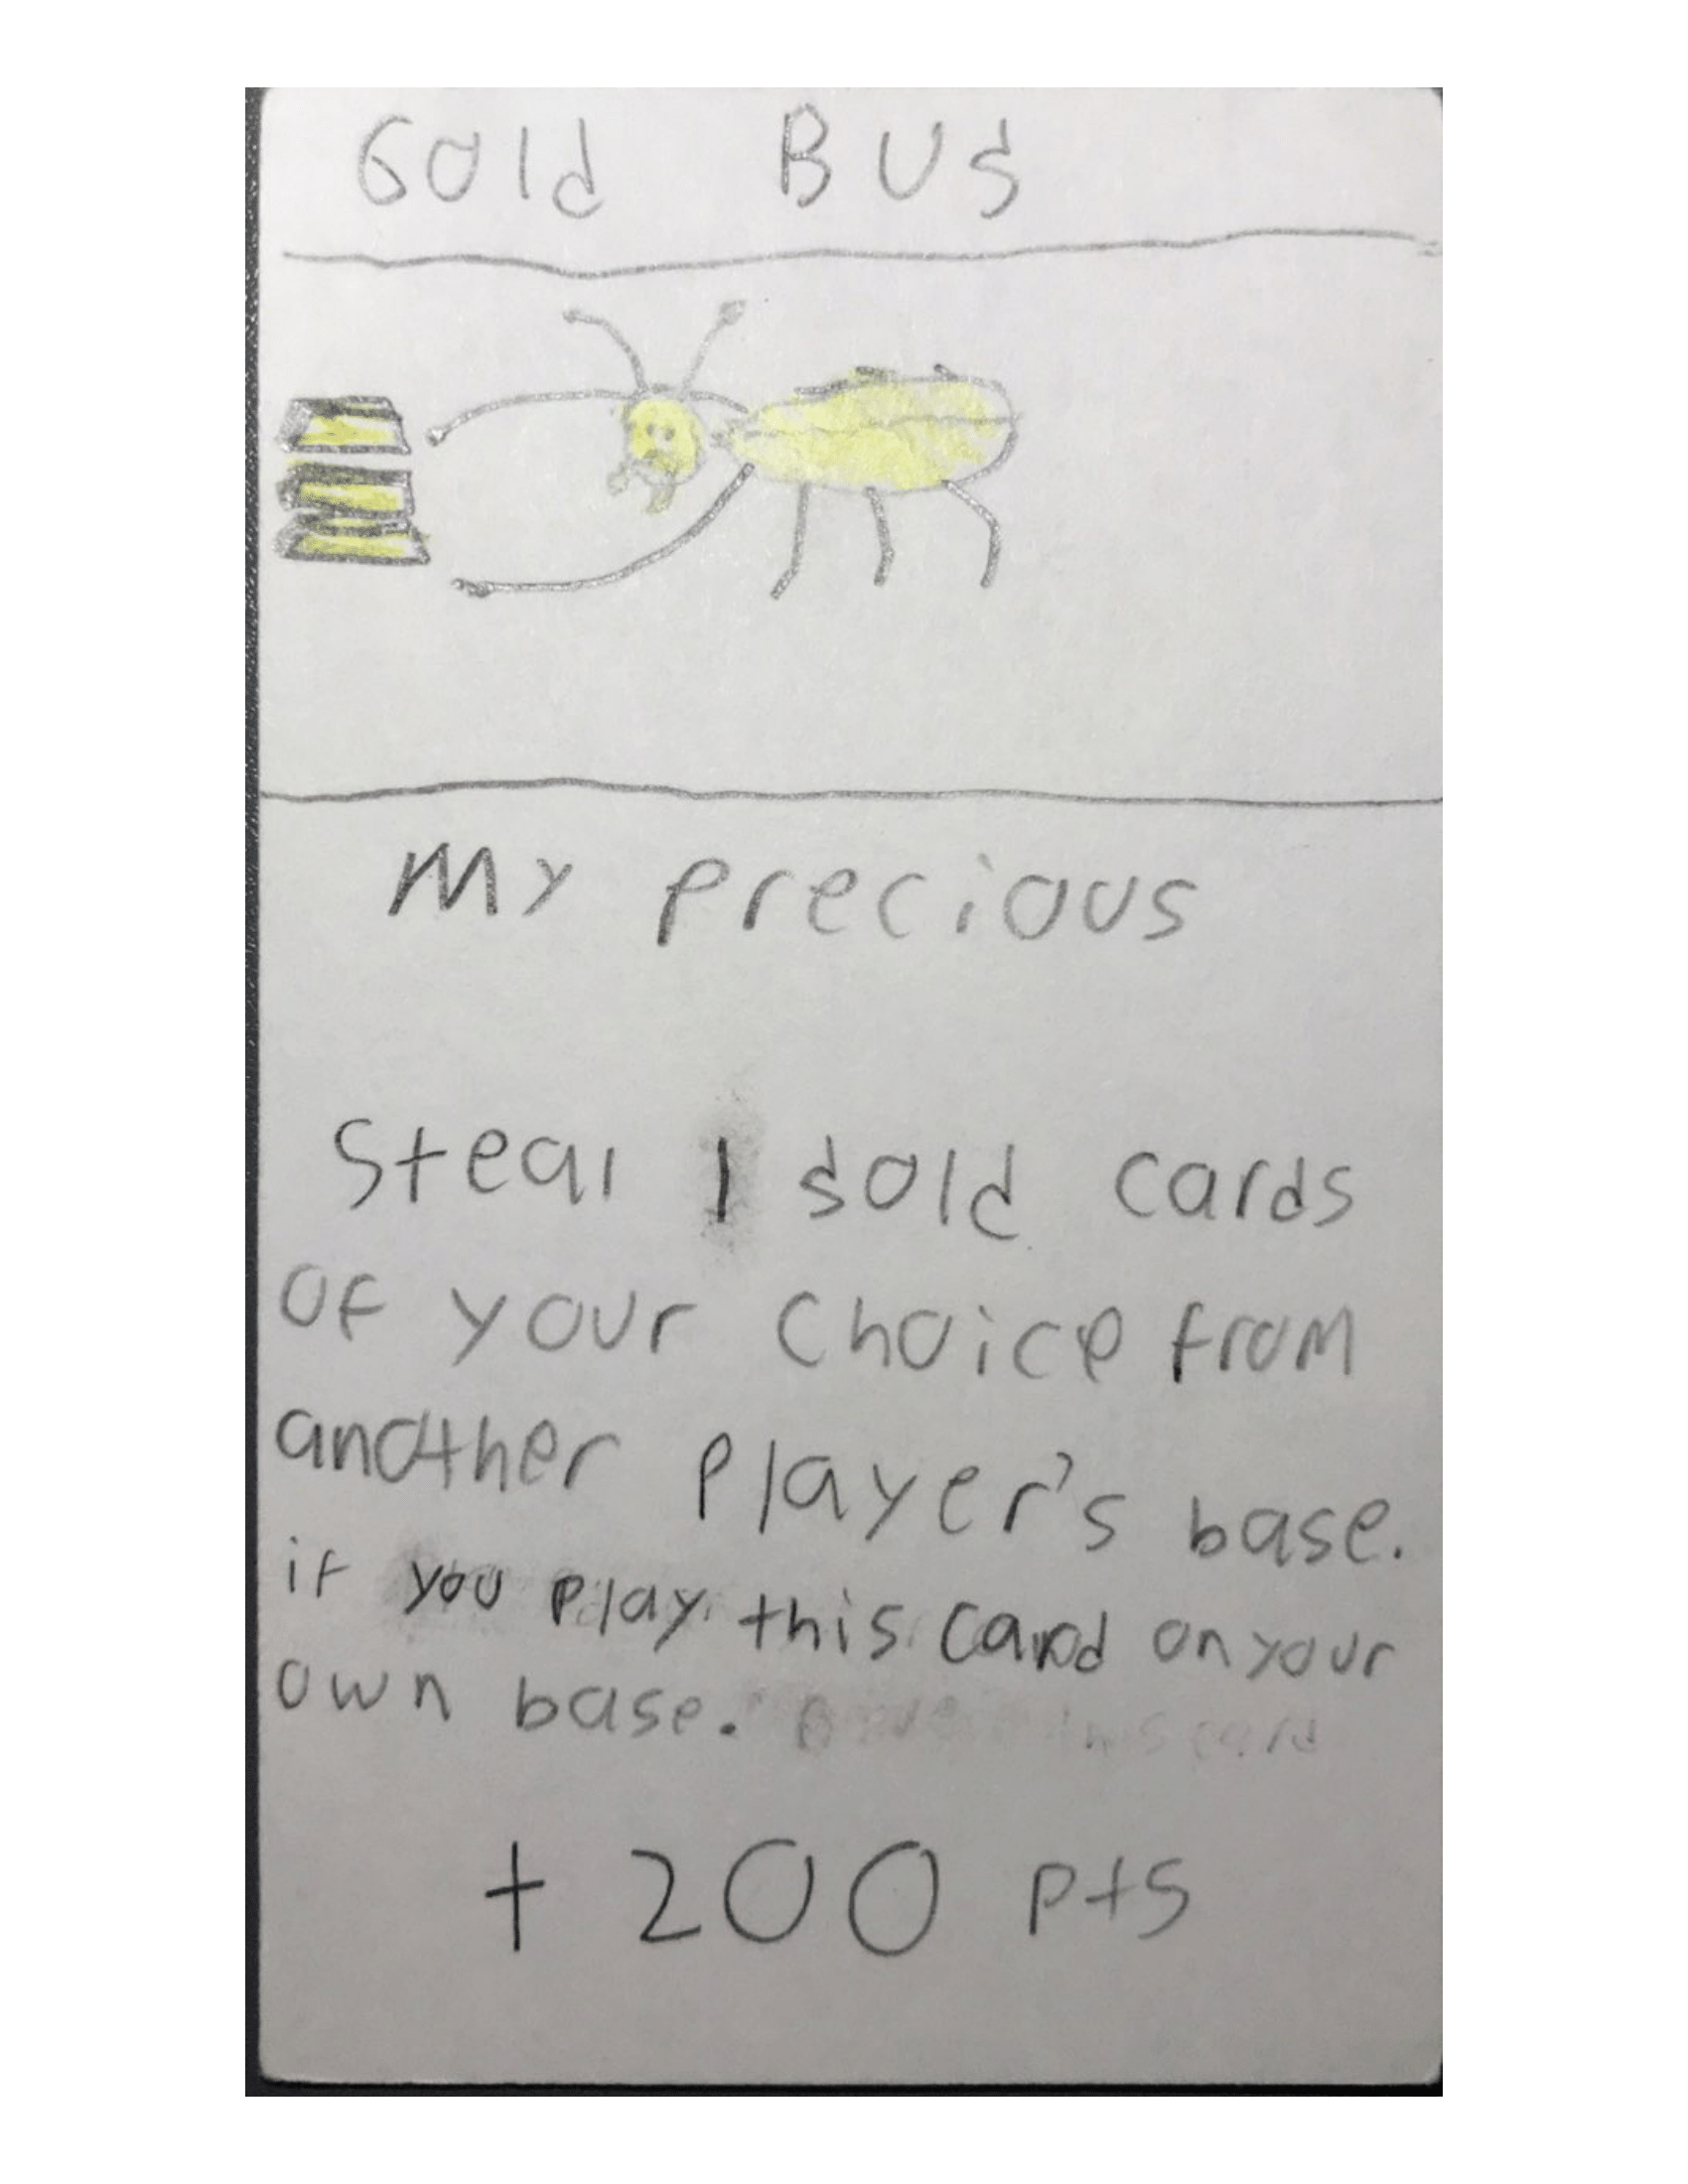 Gold Bug
My precious
Steal 1 gold cards
of your choice from
another player's base.
if you play this card on your
own base.
+ 200 pts